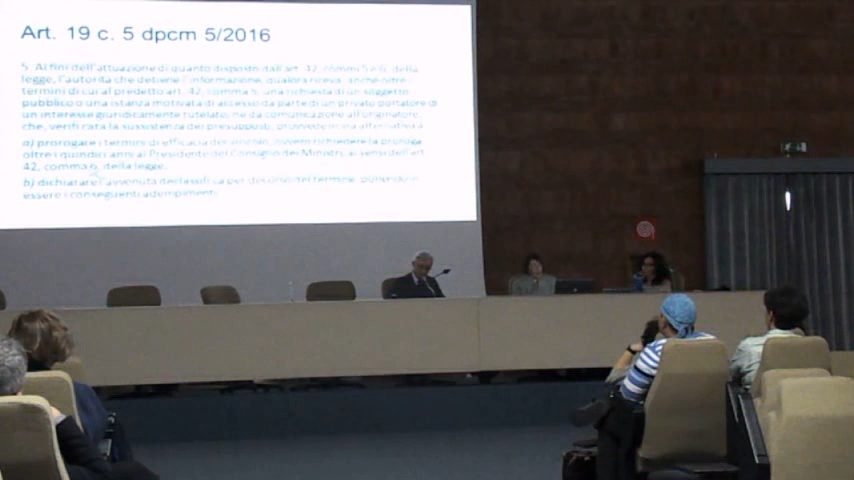 Art. 19 c. 5 dpcm 5/2016
5. Ai fini dell'attuazione di quanto disposto dall'art. 42, commi 5 e 6, della
legge, l'autorità che detiene l'informazione, qualora riceva, anche oltre i
termini di cui al predetto art. 42, comma 5, una richiesta di un soggetto
pubblico o una istanza motivata di accesso da parte di un privato portatore di
un interesse giuridicamente tutelato, ne dà comunicazione all'originatore,
che, verificata la sussistenza dei presupposti, provvede in via alternativa a:
a) prorogare i termini di efficacia del vincolo, ovvero richiedere la proroga
oltre i quindici anni al Presidente del Consiglio dei Ministri, ai sensi dell'art.
42, comma 6, della legge;
b) dichiarare l'avvenuta declassifica per decorso del termine, ponendo in
essere i conseguenti adempimenti.